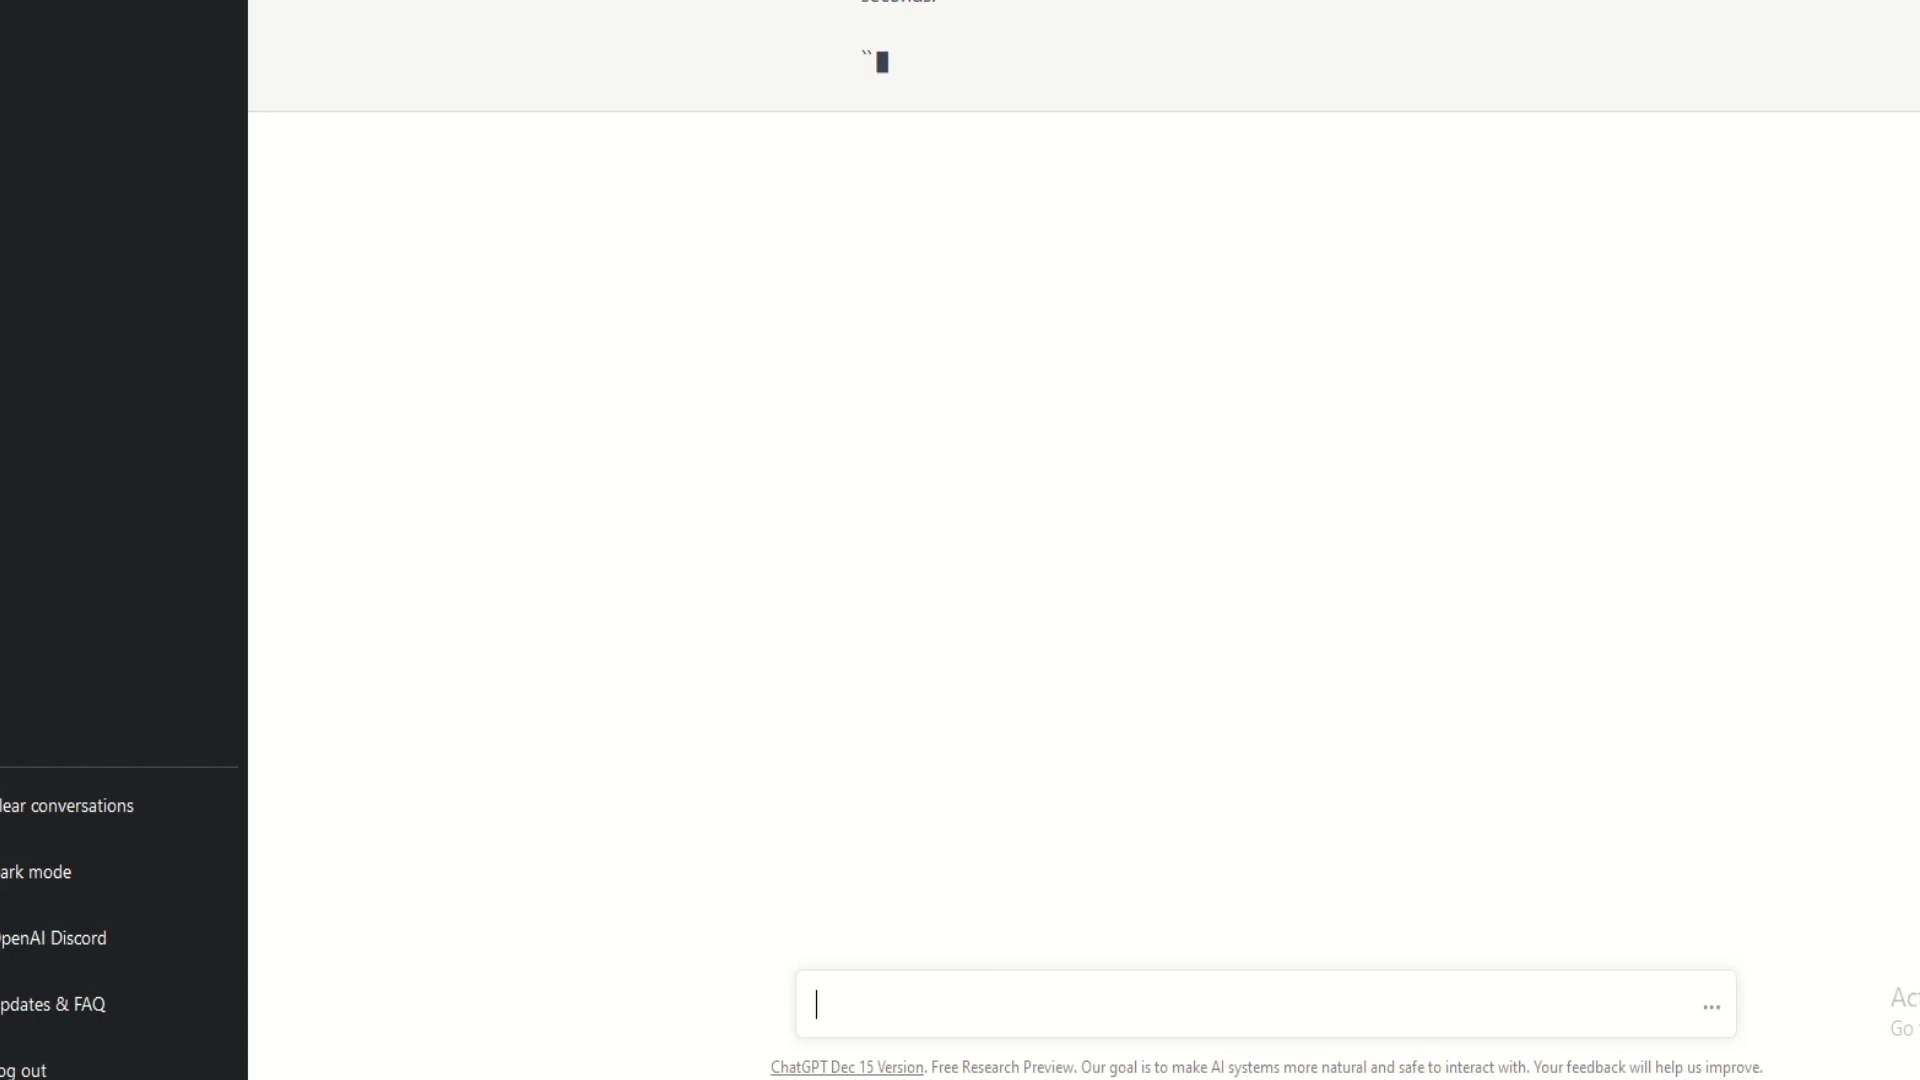 seconds.
``
lear conversations
ark mode
penAI Discord
pdates & FAQ
og out
ChatGPT Dec 15 Version. Free Research Preview. Our goal is to make AI systems more natural and safe to interact with. Your feedback will help us improve.
Act
Go